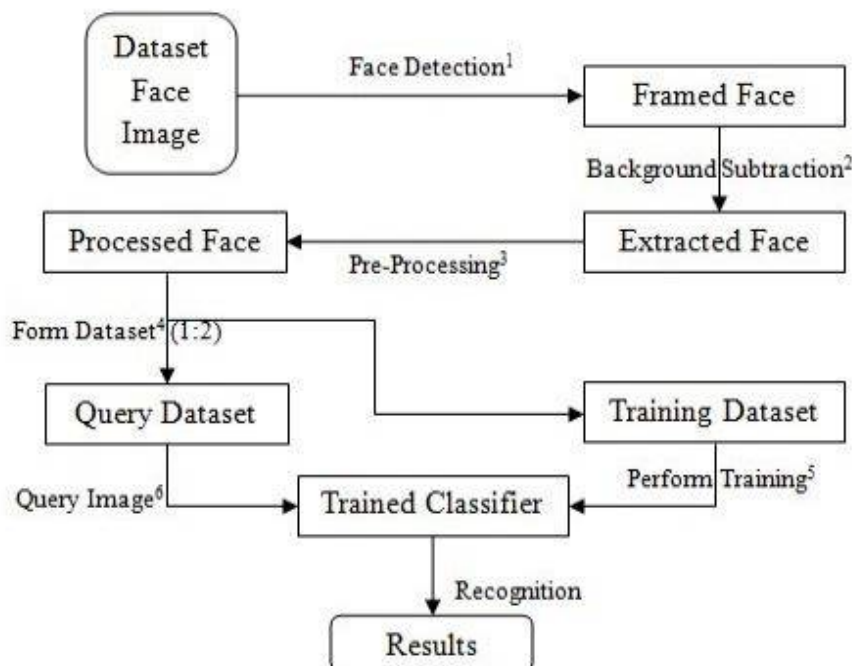 Dataset
Face
Image
Face Detection¹
Framed Face
Background Subtraction²
Extracted Face
Pre-Processing³
Processed Face
Form Dataset⁴ (1:2)
Query Dataset
Training Dataset
Query Image⁶
Perform Training⁵
Trained Classifier
Recognition
Results